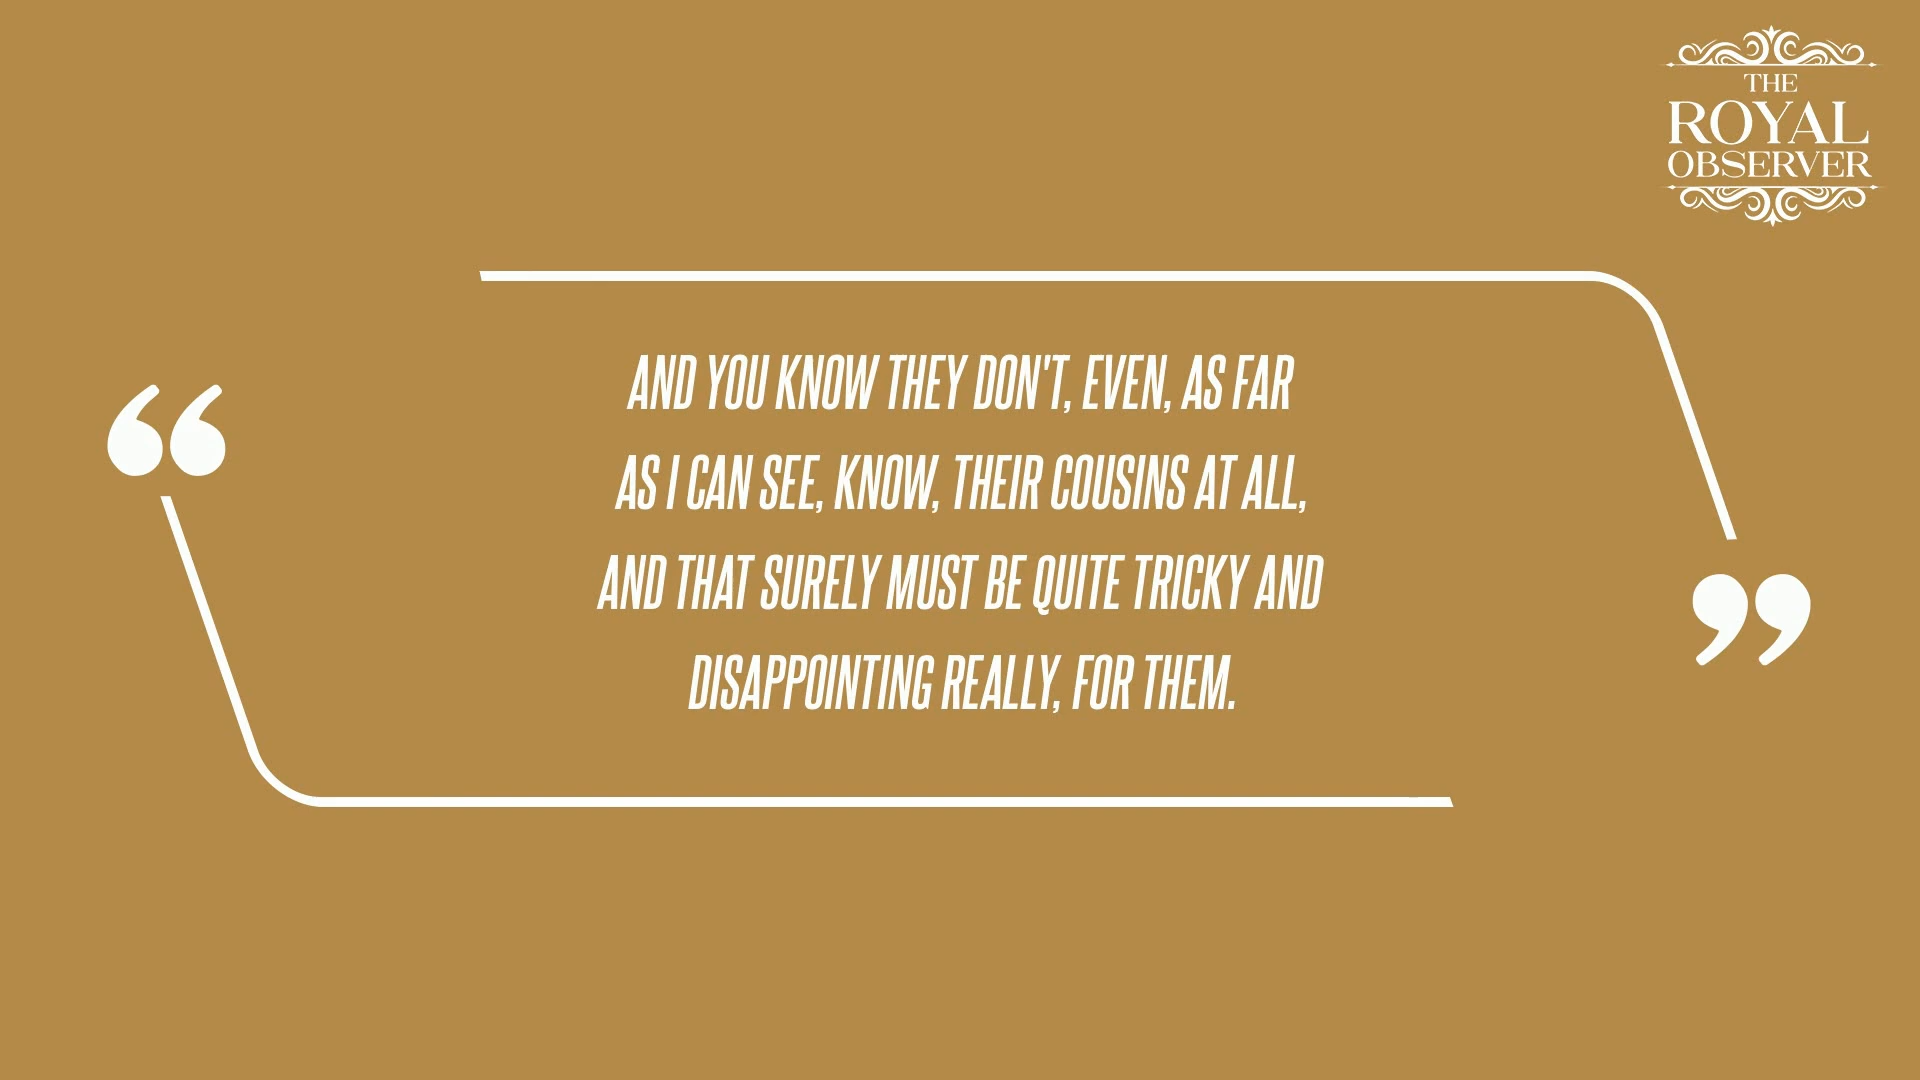 THE
ROYAL
OBSERVER
AND YOU KNOW THEY DON'T, EVEN, AS FAR
AS I CAN SEE, KNOW, THEIR COUSINS AT ALL,
AND THAT SURELY MUST BE QUITE TRICKY AND
DISAPPOINTING REALLY, FOR THEM.